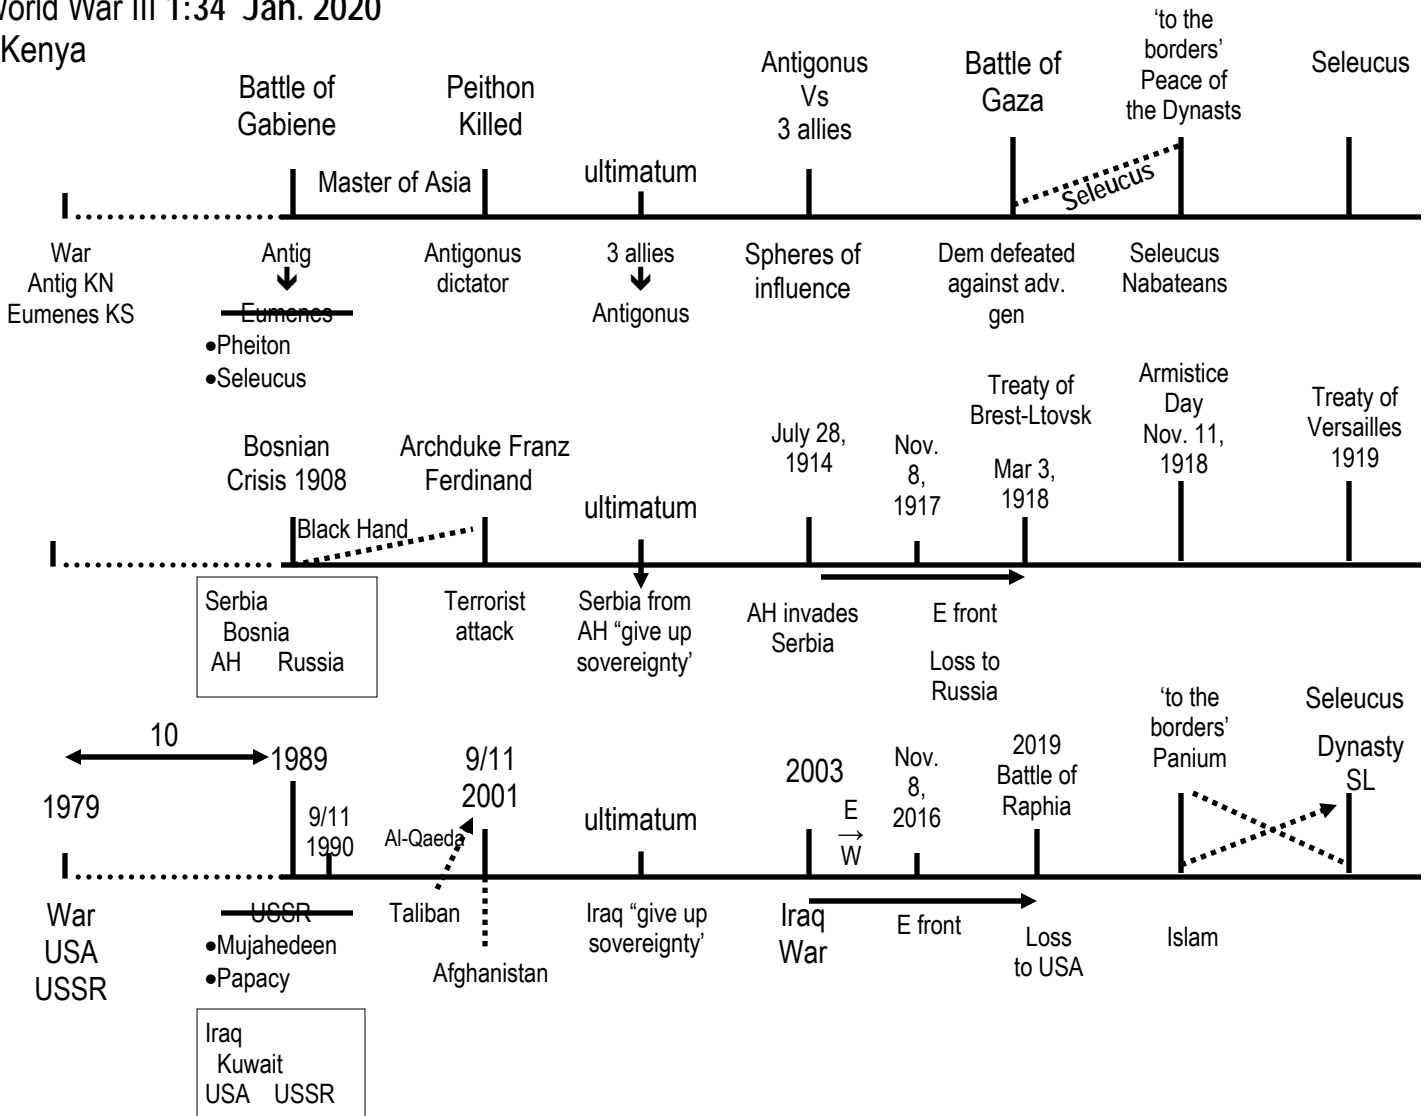 World War III 1:34 Jan. 2020
Kenya
Battle of
Gabiene
Peithon
Killed
Antigonus
Vs
3 allies
Battle of
Gaza
'to the
borders'
Peace of
the Dynasts
Seleucus
Master of Asia
ultimatum
Seleucus
War
Antig KN
Eumenes KS
Antig
Eumenes
•Pheiton
•Seleucus
Antigonus
dictator
3 allies
Antigonus
Spheres of
influence
Dem defeated
against adv.
gen
Seleucus
Nabateans
Bosnian
Crisis 1908
Archduke Franz
Ferdinand
ultimatum
July 28,
1914
Nov.
8,
1917
Treaty of
Brest-Ltovsk
Mar 3,
1918
Armistice
Day
Nov. 11,
1918
Treaty of
Versailles
1919
Black Hand
Serbia
Bosnia
AH Russia
Terrorist
attack
Serbia from
AH “give up
sovereignty’
AH invades
Serbia
E front
Loss to
Russia
10
1979
1989
9/11
1990
Al-Qaeda
9/11
2001
ultimatum
2003
E
→
W
Nov.
8,
2016
2019
Battle of
Raphia
‘to the
borders’
Panium
Seleucus
Dynasty
SL
War
USA
USSR
USSR
•Mujahedeen
•Papacy
Taliban
Afghanistan
Iraq “give up
sovereignty’
Iraq
War
E front
Loss
to USA
Islam
Iraq
Kuwait
USA USSR